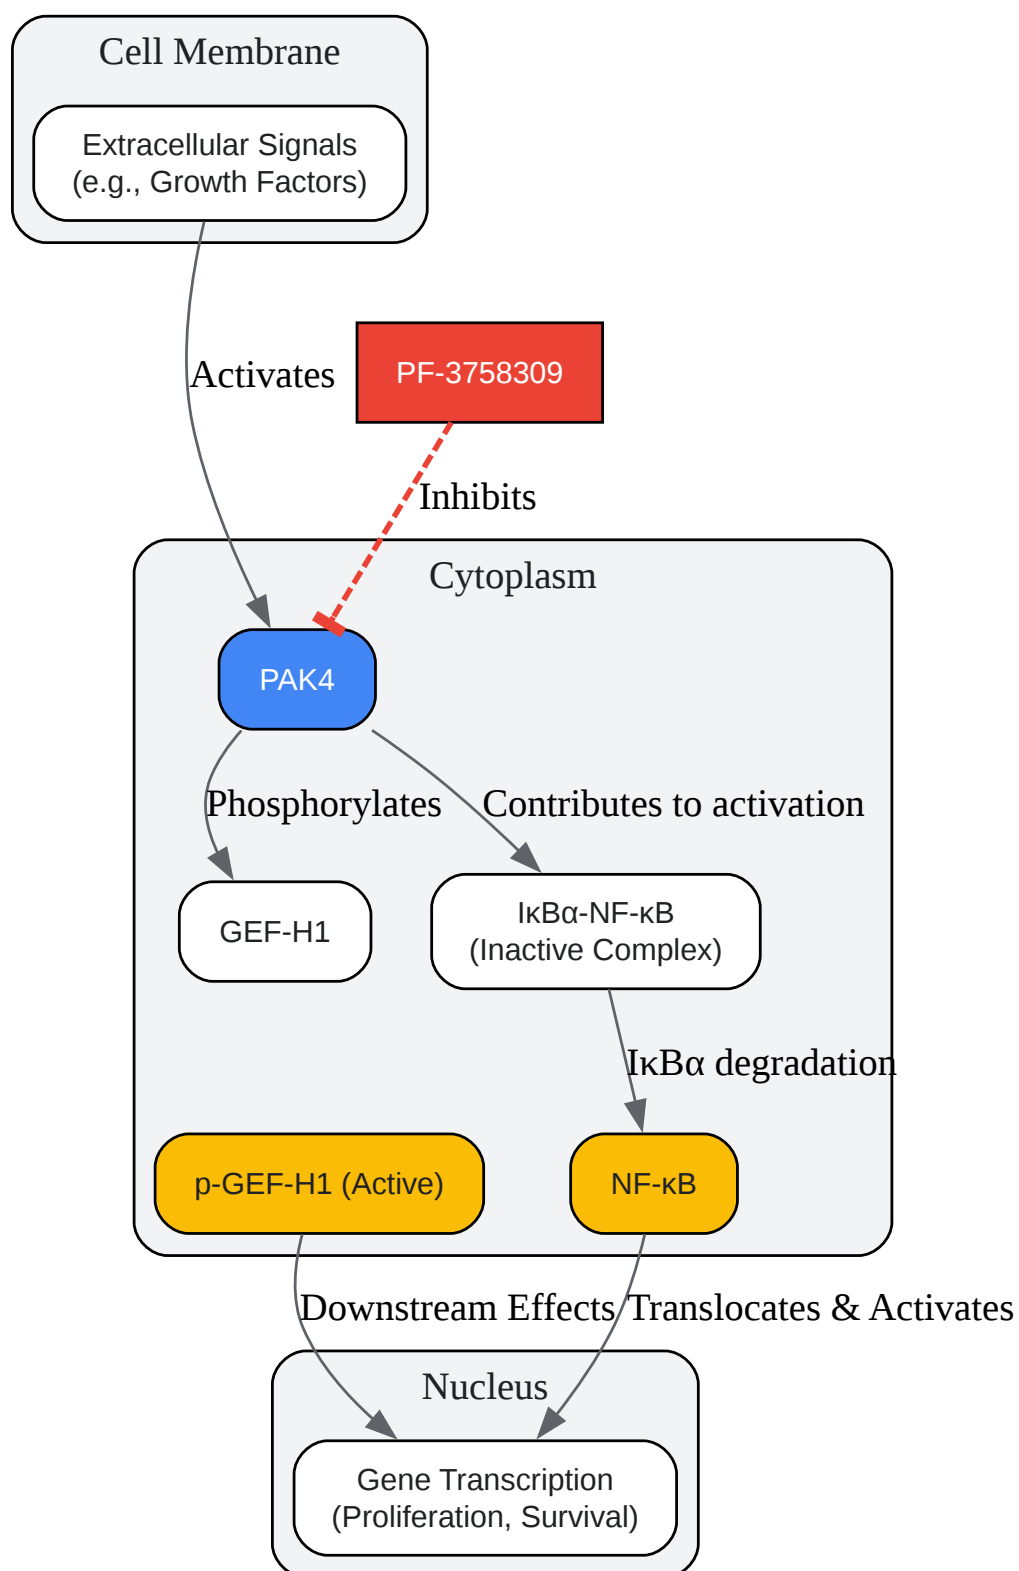 Cell Membrane
Extracellular Signals
(e.g., Growth Factors)
Activates
PF-3758309
Inhibits
Cytoplasm
PAK4
Phosphorylates
Contributes to activation
GEF-H1
IκBα-NF-κB
(Inactive Complex)
IκBα degradation
p-GEF-H1 (Active)
NF-κB
Downstream Effects
Translocates & Activates
Nucleus
Gene Transcription
(Proliferation, Survival)